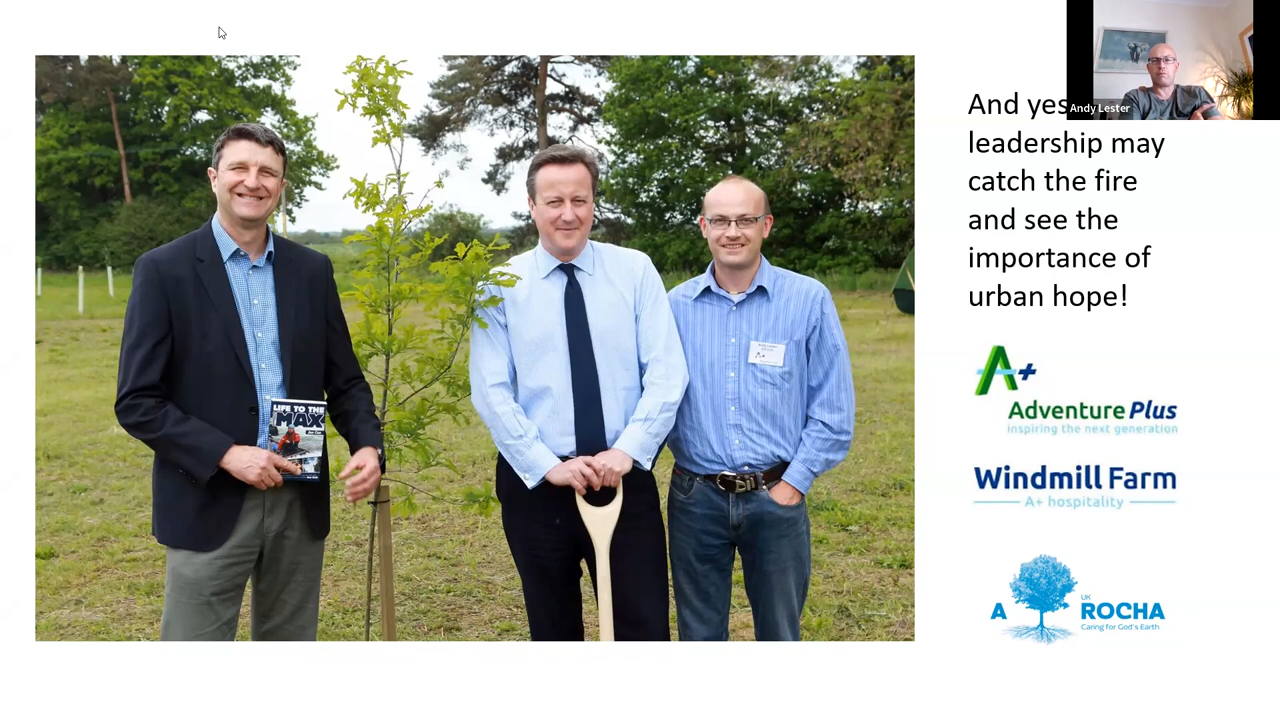 Andy Lester
And yes
leadership may
catch the fire
and see the
importance of
urban hope!
LIFE TO THE
MAX
A+
Adventure Plus
inspiring the next generation
Windmill Farm
A+ hospitality
A
UK
ROCHA
Caring for God's Earth
A+